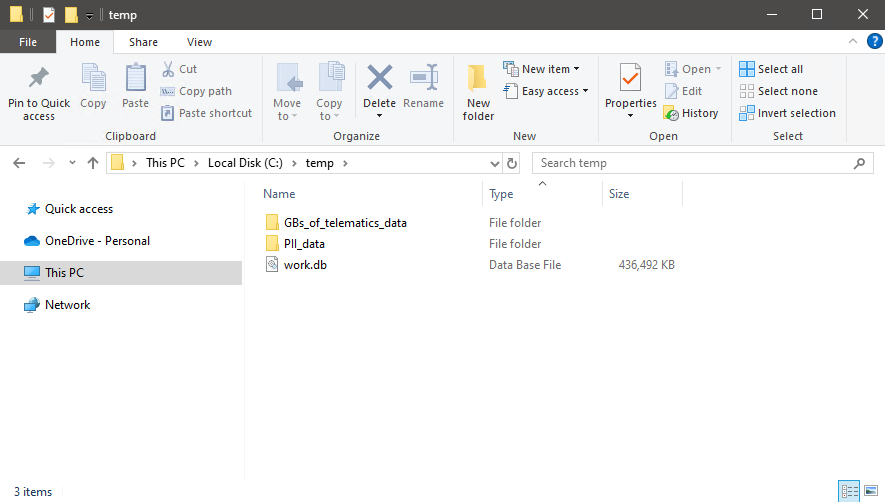 temp
File Home Share View
Pin to Quick access
Copy
Paste
Cut
Copy path
Paste shortcut
Clipboard
Move to
Copy to
Delete
Rename
Organize
New folder
New item
Easy access
New
Properties
Open
Edit
History
Open
Select all
Select none
Invert selection
Select
This PC > Local Disk (C:) > temp >
Search temp
Quick access
OneDrive - Personal
This PC
Network
Name Type Size
GBs_of_telematics_data File folder
PII_data File folder
work.db Data Base File 436,492 KB
3 items